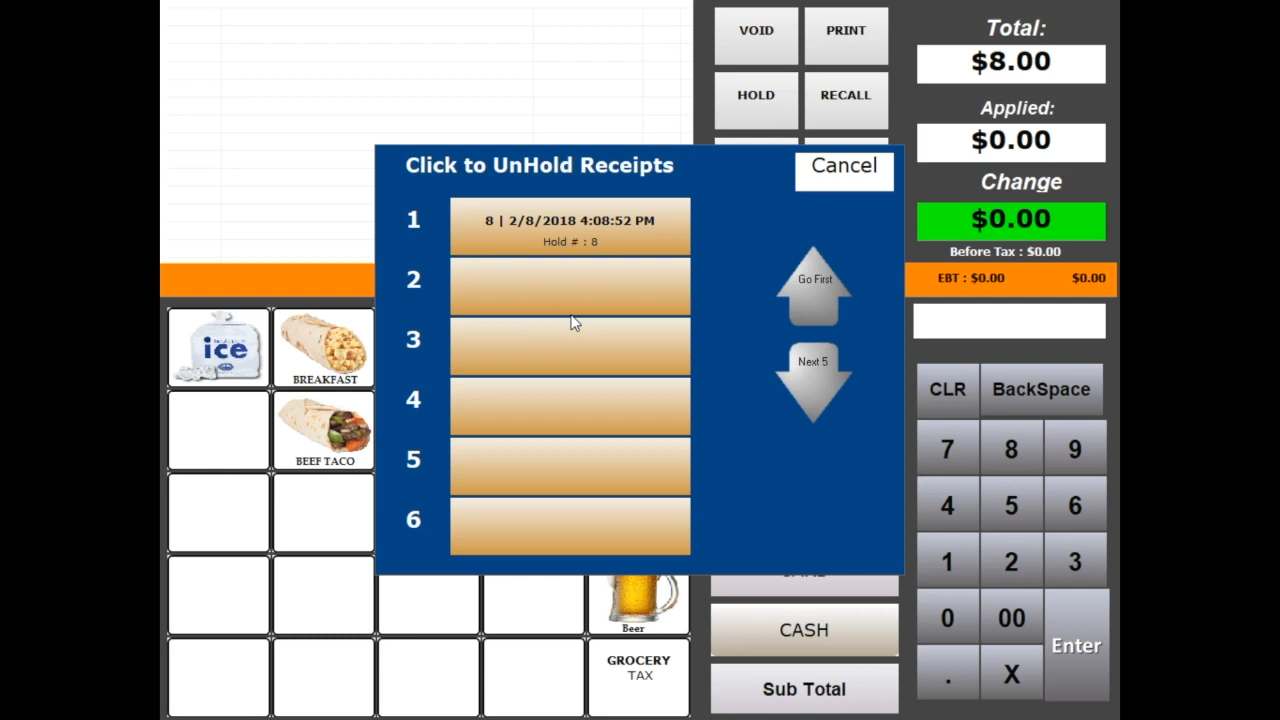 VOID
PRINT
Total:
$8.00
HOLD
RECALL
Applied:
$0.00
Click to UnHold Receipts
Cancel
Change
$0.00
1
8 | 2/8/2018 4:08:52 PM
Hold # : 8
Before Tax : $0.00
2
Go First
EBT : $0.00
$0.00
3
Next 5
4
5
6
ice
BREAKFAST
BEEF TACO
Beer
GROCERY
TAX
CASH
Sub Total
CLR
BackSpace
7
8
9
4
5
6
1
2
3
0
00
Enter
.
X